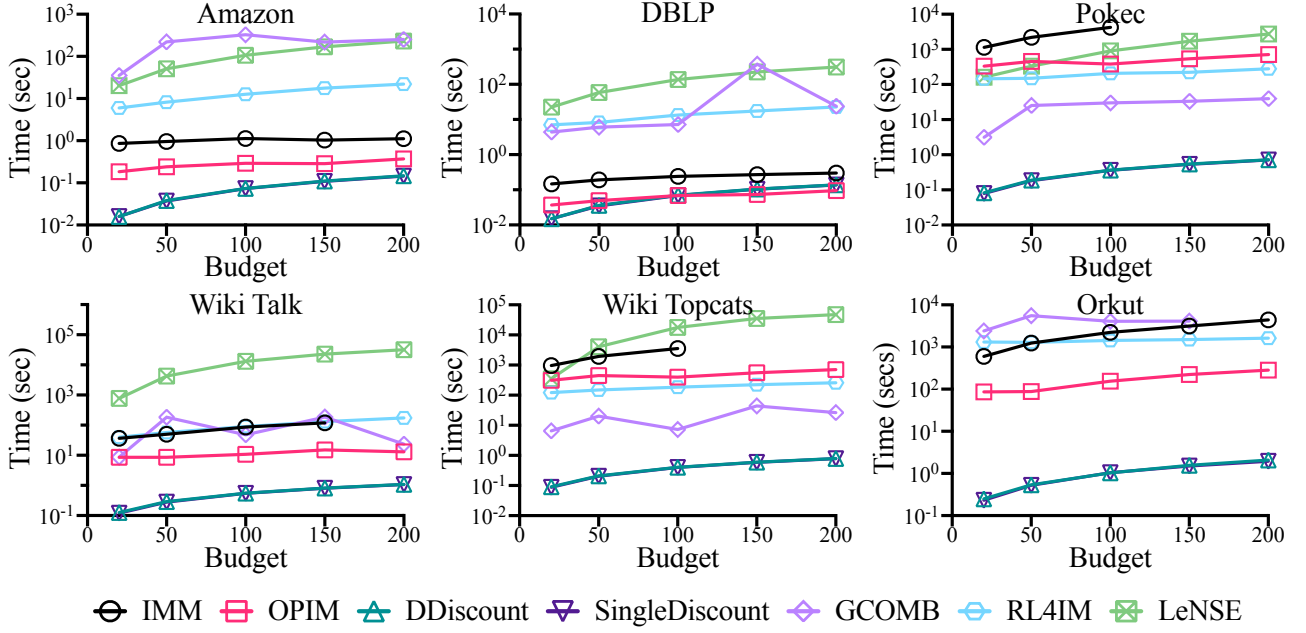 Amazon
Time (sec)
10³
10²
10¹
10⁰
10⁻¹
10⁻²
0 50 100 150 200
Budget
DBLP
Time (sec)
10⁴
10²
10⁰
10⁻²
0 50 100 150 200
Budget
Pokec
Time (sec)
10⁴
10³
10²
10¹
10⁰
10⁻¹
10⁻²
0 50 100 150 200
Budget
Wiki Talk
Time (sec)
10⁵
10³
10¹
10⁻¹
0 50 100 150 200
Budget
Wiki Topcats
Time (sec)
10⁵
10⁴
10³
10²
10¹
10⁰
10⁻¹
10⁻²
0 50 100 150 200
Budget
Orkut
Time (secs)
10⁴
10³
10²
10¹
10⁰
10⁻¹
0 50 100 150 200
Budget
IMM OPIM DDiscount SingleDiscount GCOMB RL4IM LeNSE